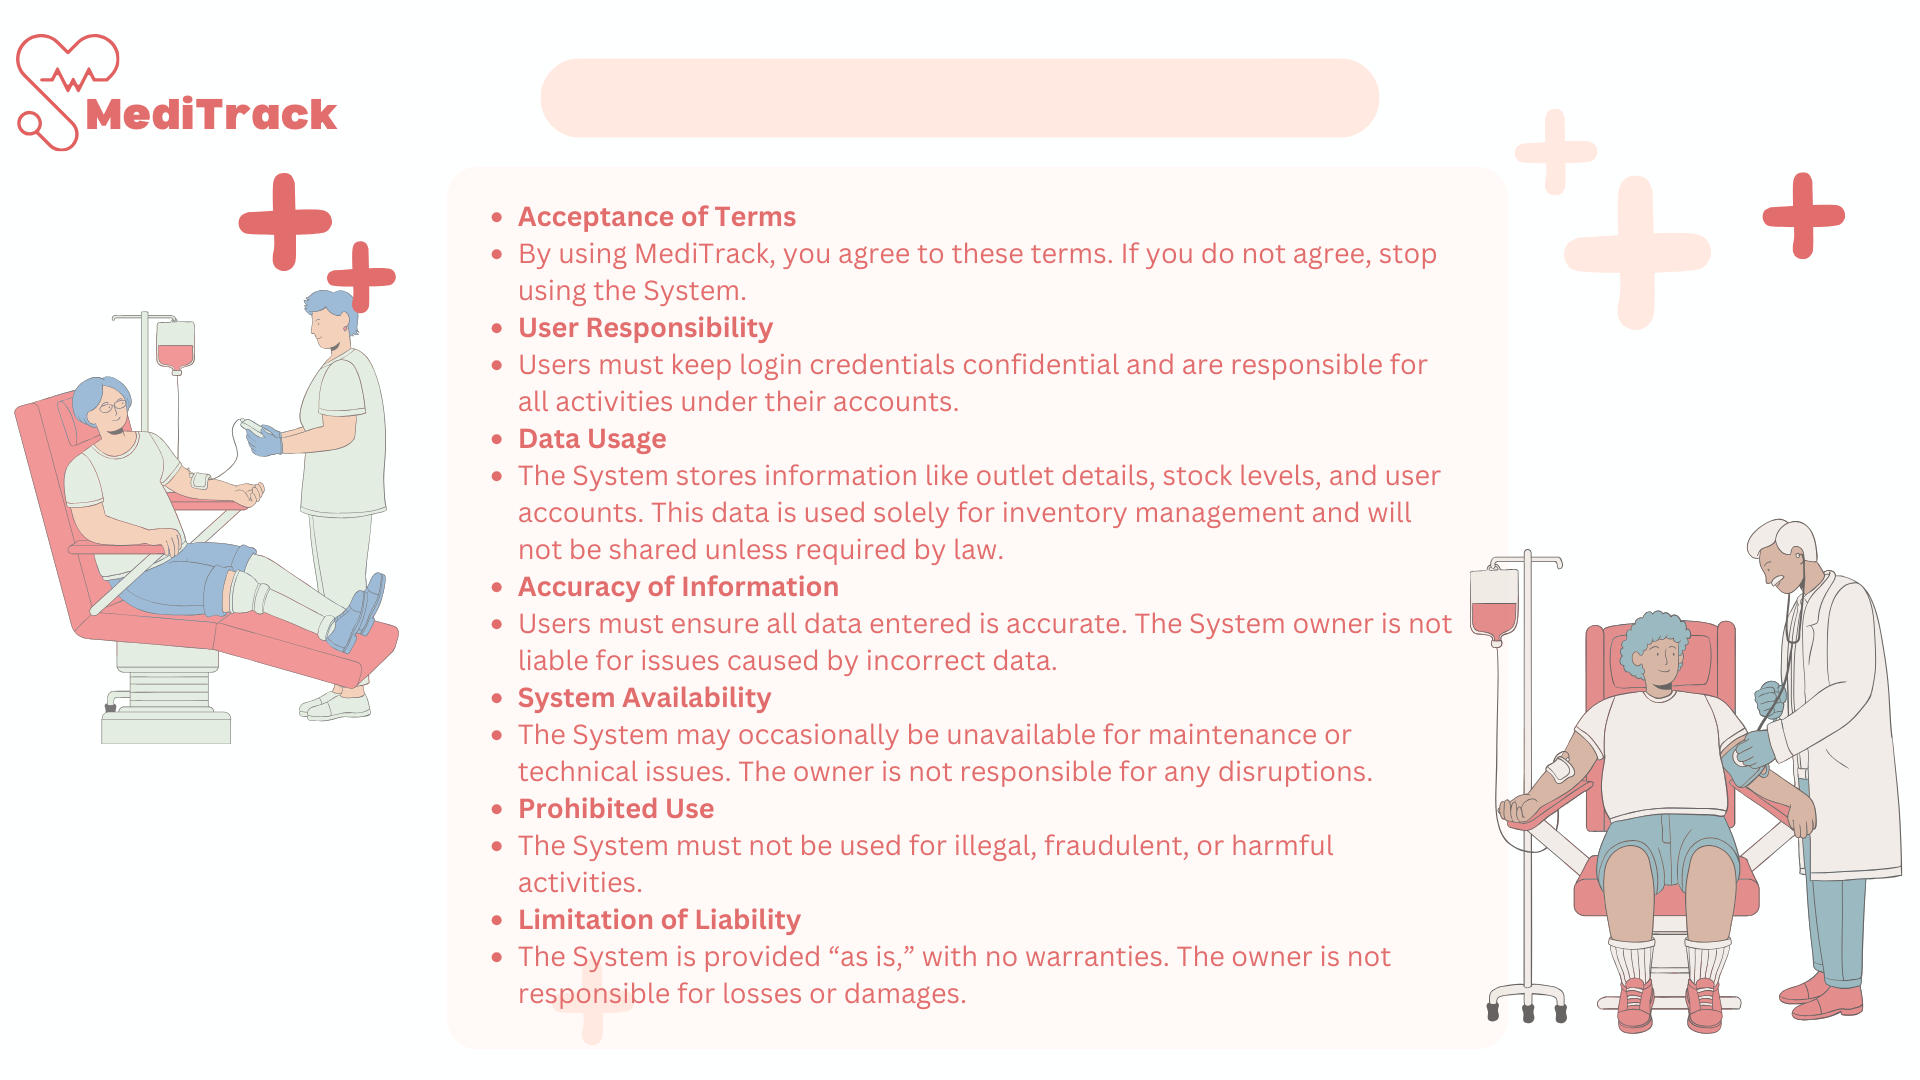 MediTrack
• Acceptance of Terms
• By using MediTrack, you agree to these terms. If you do not agree, stop
using the System.
• User Responsibility
• Users must keep login credentials confidential and are responsible for
all activities under their accounts.
• Data Usage
• The System stores information like outlet details, stock levels, and user
accounts. This data is used solely for inventory management and will
not be shared unless required by law.
• Accuracy of Information
• Users must ensure all data entered is accurate. The System owner is not
liable for issues caused by incorrect data.
• System Availability
• The System may occasionally be unavailable for maintenance or
technical issues. The owner is not responsible for any disruptions.
• Prohibited Use
• The System must not be used for illegal, fraudulent, or harmful
activities.
• Limitation of Liability
• The System is provided “as is,” with no warranties. The owner is not
responsible for losses or damages.